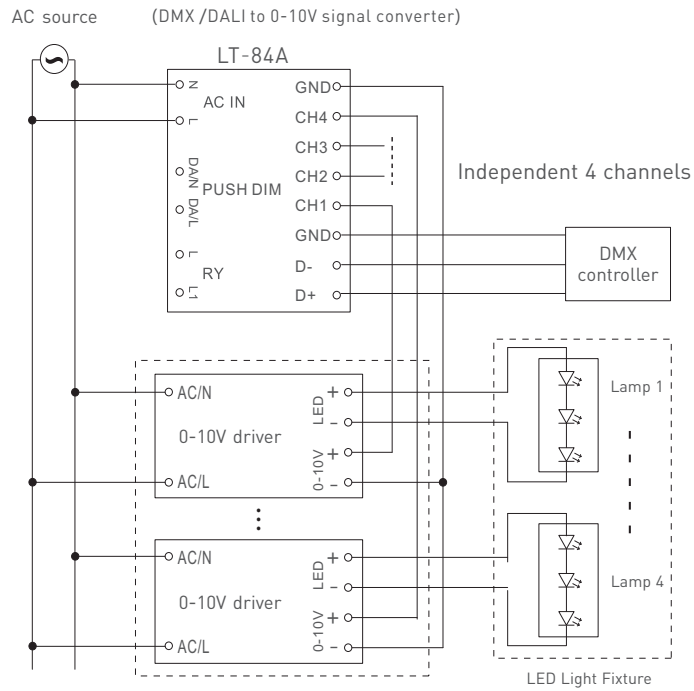 AC source
(DMX /DALI to 0-10V signal converter)
LT-84A
N
AC IN
L
DA/N
PUSH DIM
DA/L
L
RY
L1
GND
CH4
CH3
CH2
CH1
GND
D-
D+
Independent 4 channels
DMX
controller
AC/N
0-10V driver
AC/L
+
LED
-
+
0-10V
-
Lamp 1
AC/N
0-10V driver
AC/L
+
LED
-
+
0-10V
-
Lamp 4
LED Light Fixture